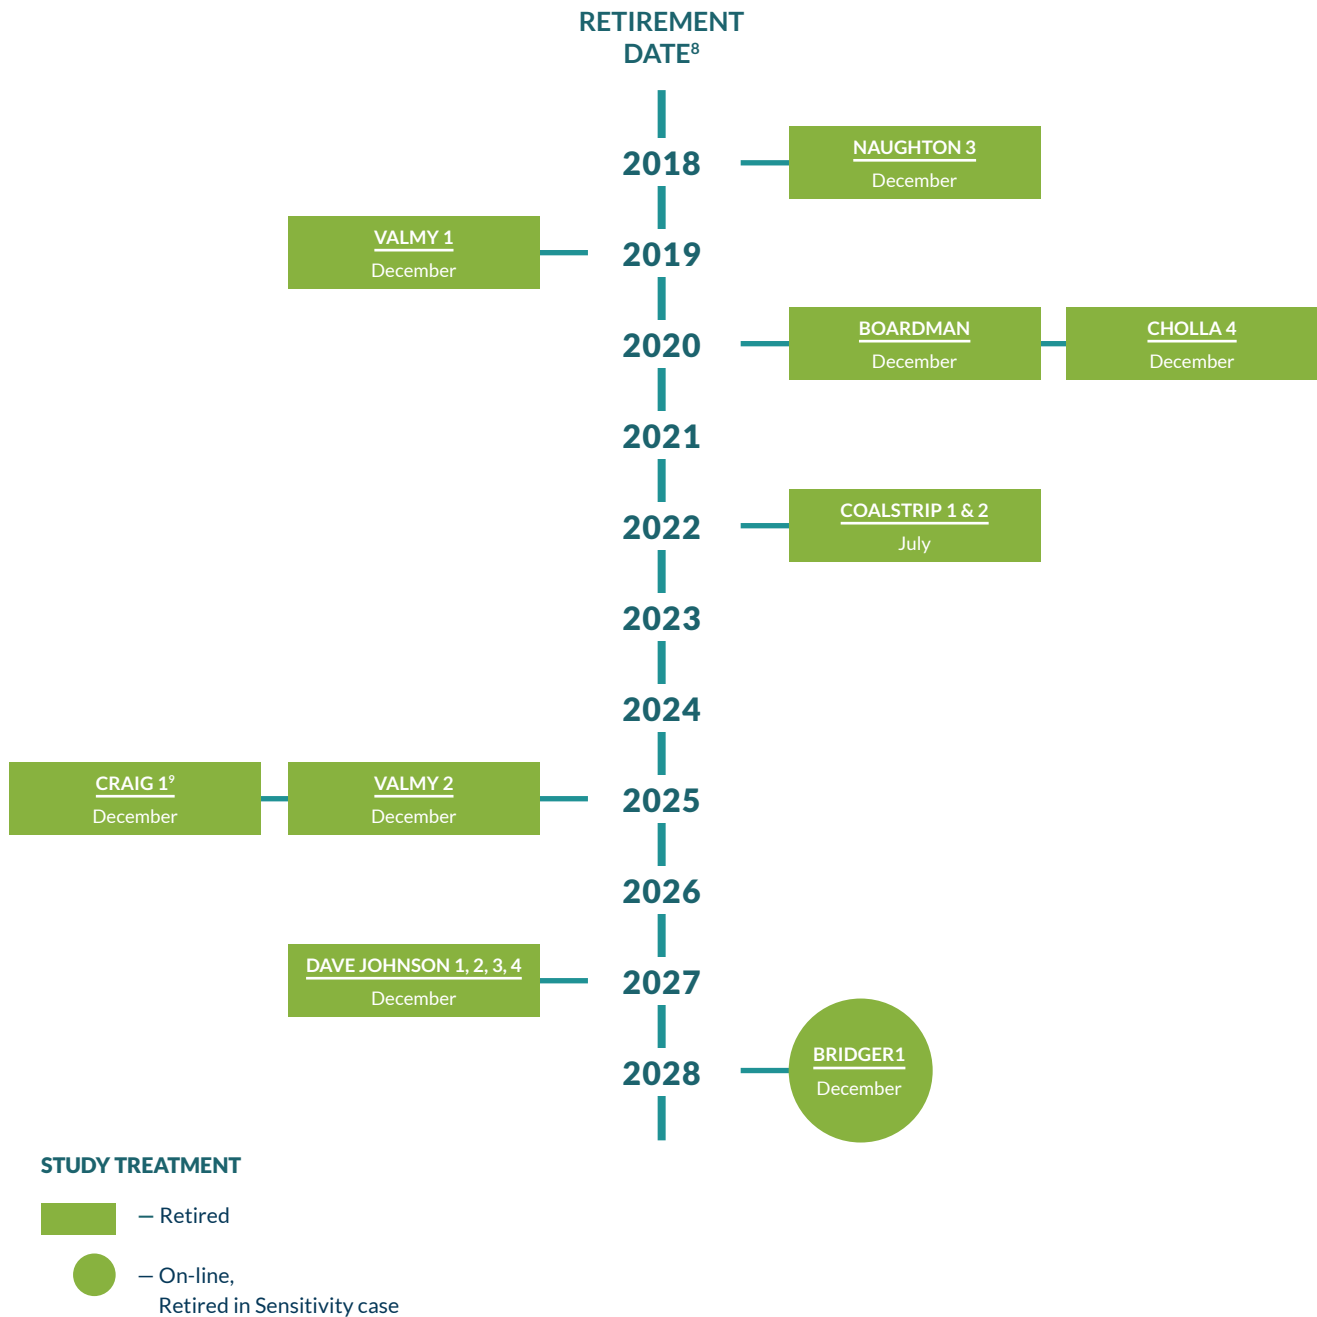 RETIREMENT
DATE⁸
2018
NAUGHTON 3
December
VALMY 1
December
2019
2020
BOARDMAN
December
CHOLLA 4
December
2021
2022
COALSTRIP 1 & 2
July
2023
2024
CRAIG 1⁹
December
VALMY 2
December
2025
2026
DAVE JOHNSON 1, 2, 3, 4
December
2027
2028
BRIDGER1
December
STUDY TREATMENT
— Retired
— On-line,
Retired in Sensitivity case